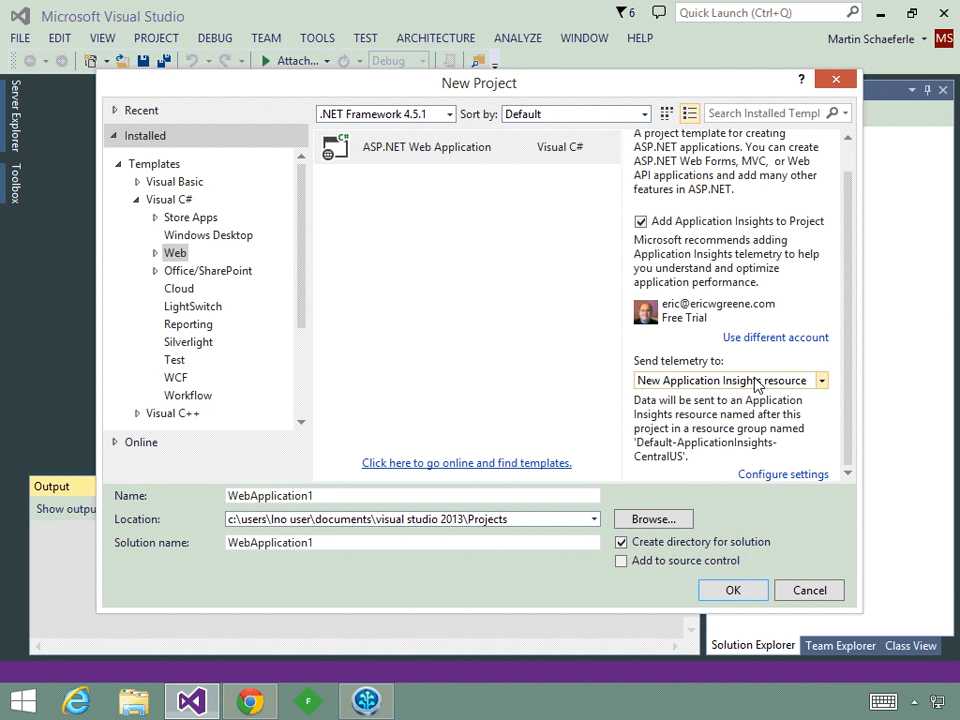 Microsoft Visual Studio
6
Quick Launch (Ctrl+Q)
FILE EDIT VIEW PROJECT DEBUG TEAM TOOLS TEST ARCHITECTURE ANALYZE WINDOW HELP
Martin Schaeferle
MS
Attach...
Debug
Server Explorer
Toolbox
New Project
?
Recent
Installed
.NET Framework 4.5.1
Sort by:
Default
Search Installed Templ
Templates
Visual Basic
Visual C#
Store Apps
Windows Desktop
Web
Office/SharePoint
Cloud
LightSwitch
Reporting
Silverlight
Test
WCF
Workflow
Visual C++
Online
C#
ASP.NET Web Application
Visual C#
Click here to go online and find templates.
A project template for creating
ASP.NET applications. You can create
ASP.NET Web Forms, MVC, or Web
API applications and add many other
features in ASP.NET.
Add Application Insights to Project
Microsoft recommends adding
Application Insights telemetry to help
you understand and optimize
application performance.
eric@ericwgreene.com
Free Trial
Use different account
Send telemetry to:
New Application Insights resource
Data will be sent to an Application
Insights resource named after this
project in a resource group named
'Default-ApplicationInsights-
CentralUS'.
Configure settings
Name:
WebApplication1
Location:
c:\users\lno user\documents\visual studio 2013\Projects
Browse...
Solution name:
WebApplication1
Create directory for solution
Add to source control
OK
Cancel
Output
Show outpu
Solution Explorer
Team Explorer
Class View
F